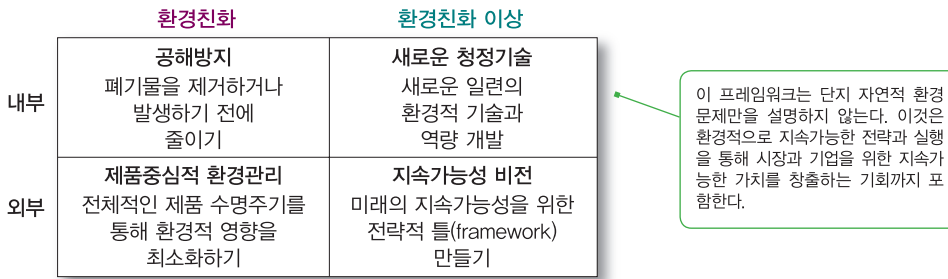 환경친화
환경친화 이상
내부
공해방지
폐기물을 제거하거나
발생하기 전에
줄이기
새로운 청정기술
새로운 일련의
환경적 기술과
역량 개발
외부
제품중심적 환경관리
전체적인 제품 수명주기를
통해 환경적 영향을
최소화하기
지속가능성 비전
미래의 지속가능성을 위한
전략적 틀(framework)
만들기
이 프레임워크는 단지 자연적 환경
문제만을 설명하지 않는다. 이것은
환경적으로 지속가능한 전략과 실행
을 통해 시장과 기업을 위한 지속가
능한 가치를 창출하는 기회까지 포
함한다.